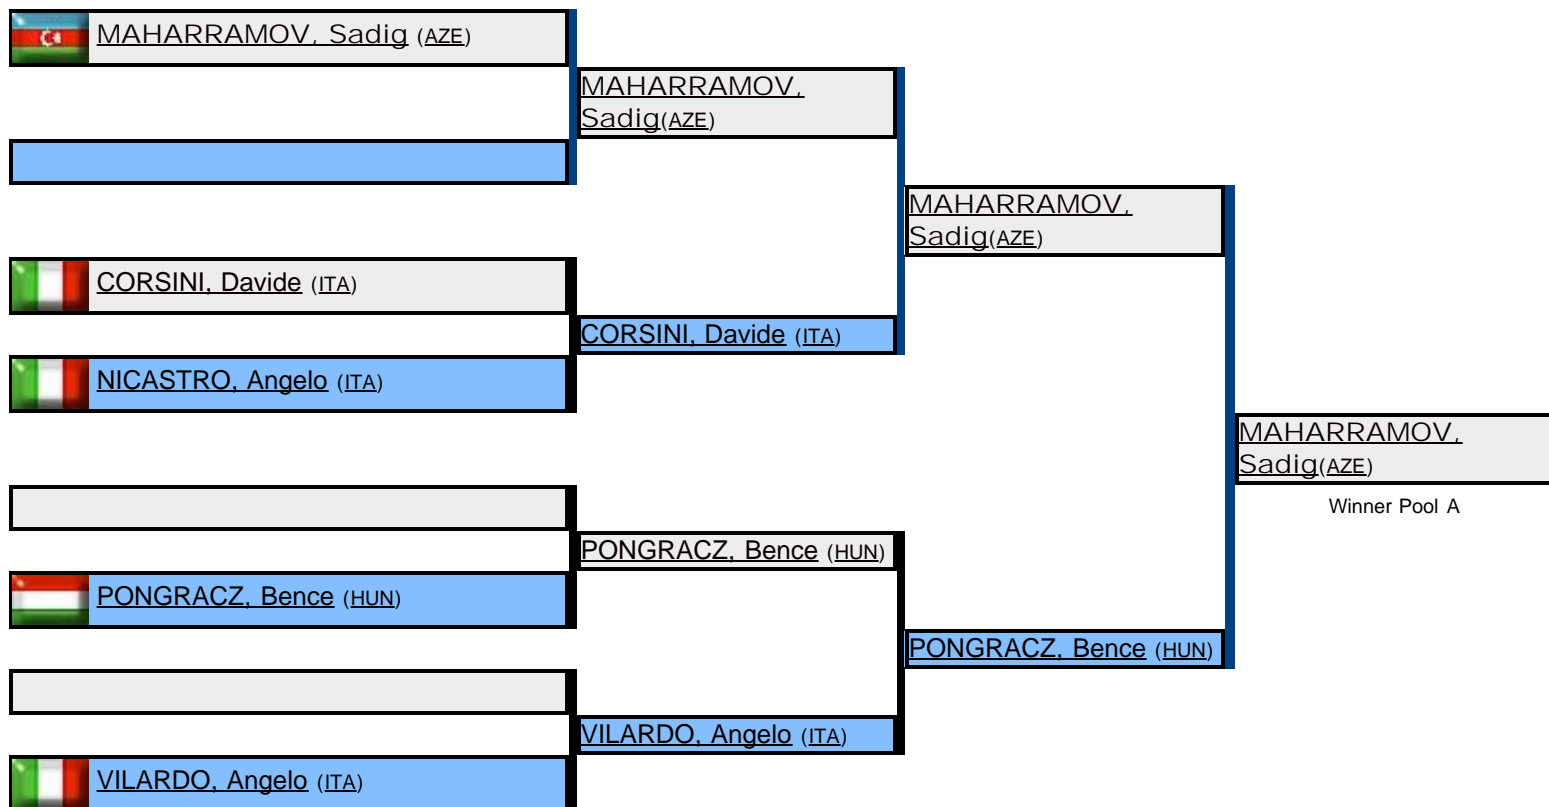 MAHARRAMOV, Sadig (AZE)
MAHARRAMOV,
Sadig(AZE)
MAHARRAMOV,
Sadig(AZE)
CORSINI, Davide (ITA)
CORSINI, Davide (ITA)
NICASTRO, Angelo (ITA)
MAHARRAMOV,
Sadig(AZE)
Winner Pool A
PONGRACZ, Bence (HUN)
PONGRACZ, Bence (HUN)
PONGRACZ, Bence (HUN)
VILARDO, Angelo (ITA)
VILARDO, Angelo (ITA)